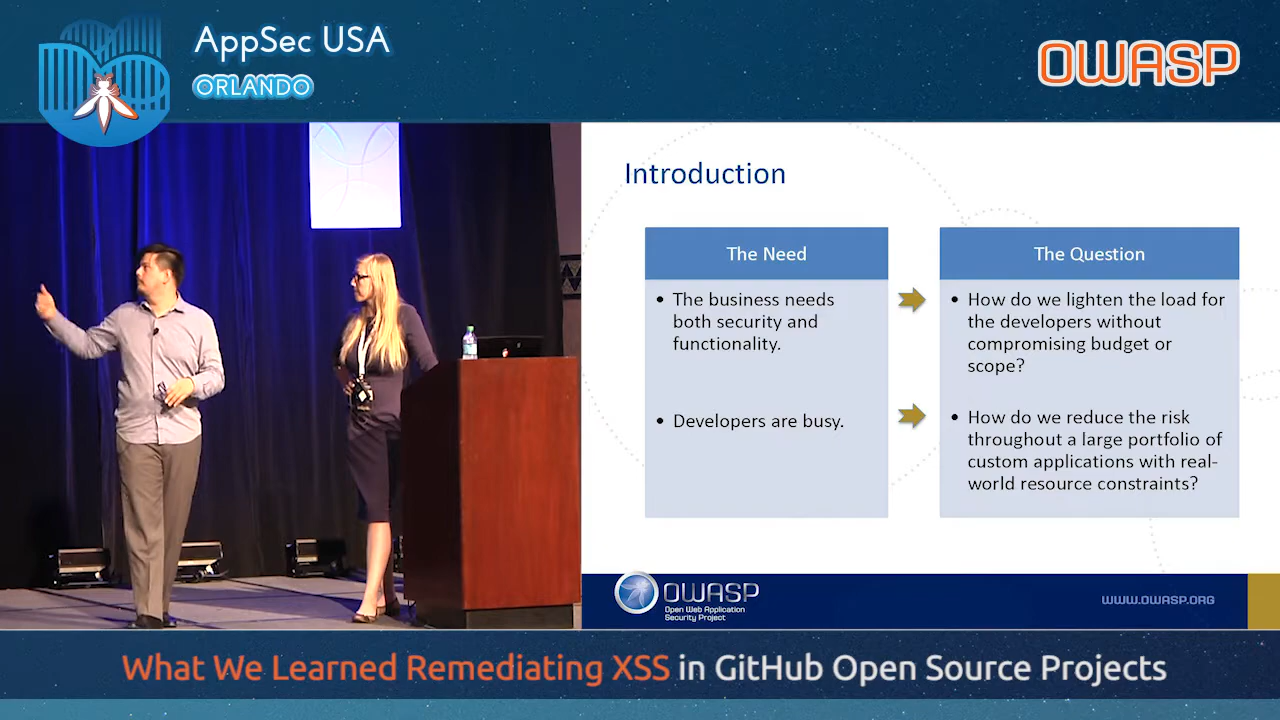 AppSec USA
ORLANDO
OWASP
Introduction
The Need
• The business needs
both security and
functionality.
• Developers are busy.
The Question
• How do we lighten the load for
the developers without
compromising budget or
scope?
• How do we reduce the risk
throughout a large portfolio of
custom applications with real-
world resource constraints?
OWASP
Open Web Application
Security Project
WWW.OWASP.ORG
What We Learned Remediating XSS in GitHub Open Source Projects